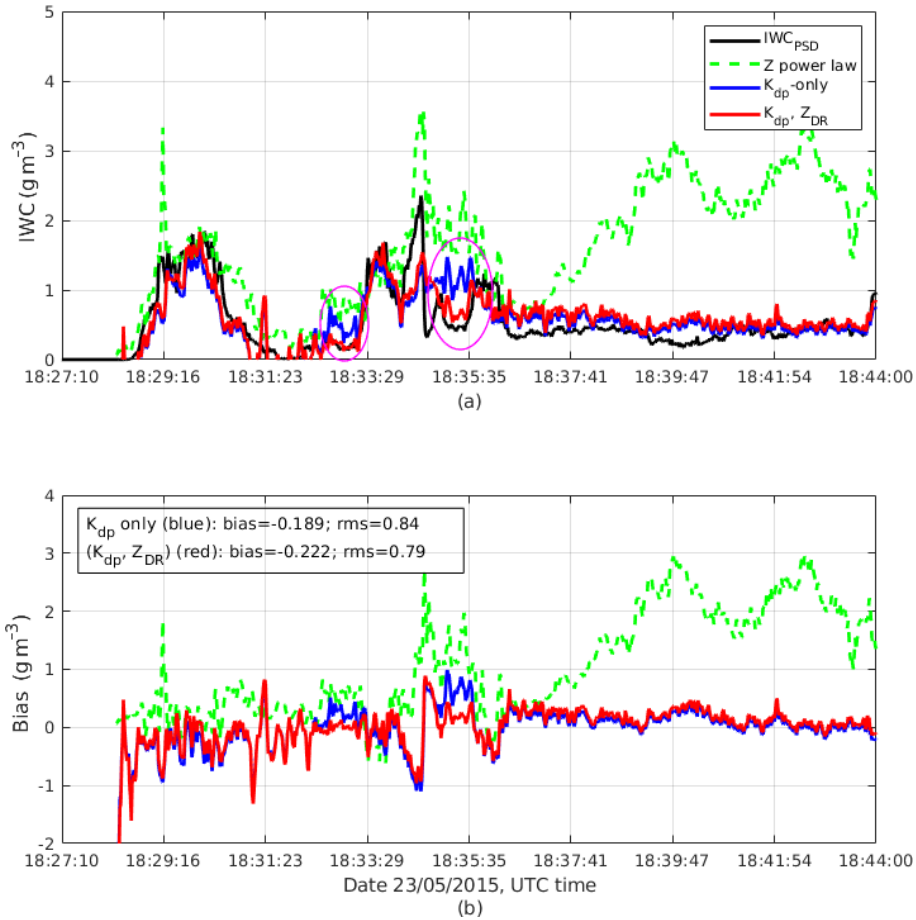 5
4
3
2
1
0
IWC (g m⁻³)
IWC_PSD
Z power law
K_dp-only
K_dp, Z_DR
18:27:10 18:29:16 18:31:23 18:33:29 18:35:35 18:37:41 18:39:47 18:41:54 18:44:00
(a)
4
3
2
1
0
-1
-2
Bias (g m⁻³)
K_dp only (blue): bias=-0.189; rms=0.84
(K_dp, Z_DR) (red): bias=-0.222; rms=0.79
18:27:10 18:29:16 18:31:23 18:33:29 18:35:35 18:37:41 18:39:47 18:41:54 18:44:00
Date 23/05/2015, UTC time
(b)